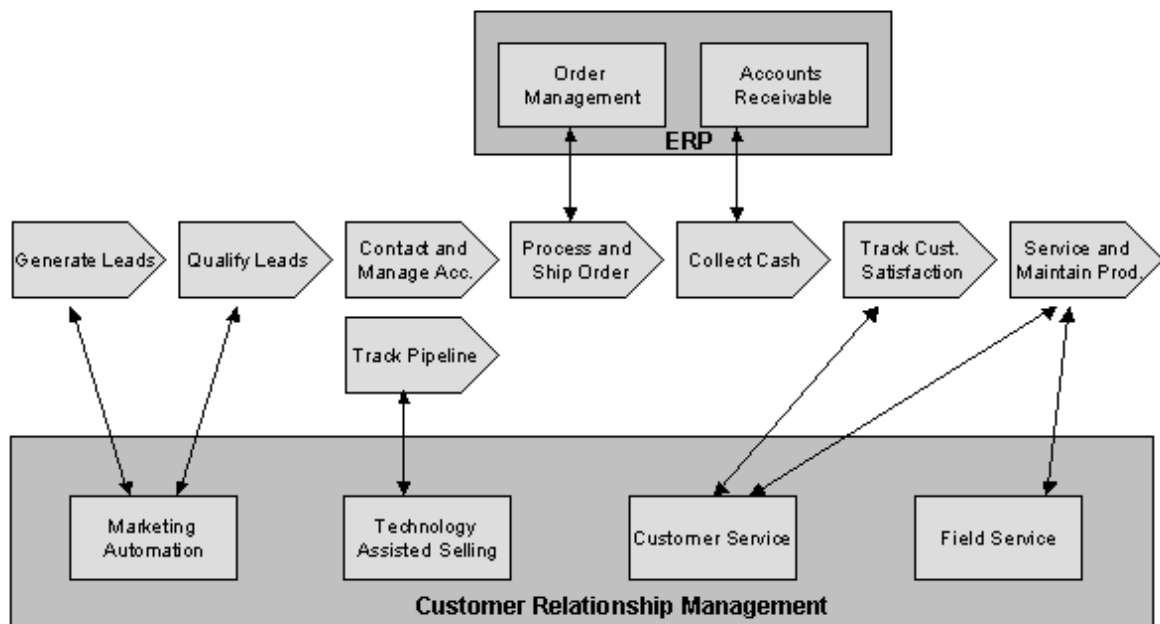 Order
Management
Accounts
Receivable
ERP
Generate Leads
Qualify Leads
Contact and
Manage Acc.
Process and
Ship Order
Collect Cash
Track Cust.
Satisfaction
Service and
Maintain Prod.
Track Pipeline
Marketing
Automation
Technology
Assisted Selling
Customer Service
Field Service
Customer Relationship Management